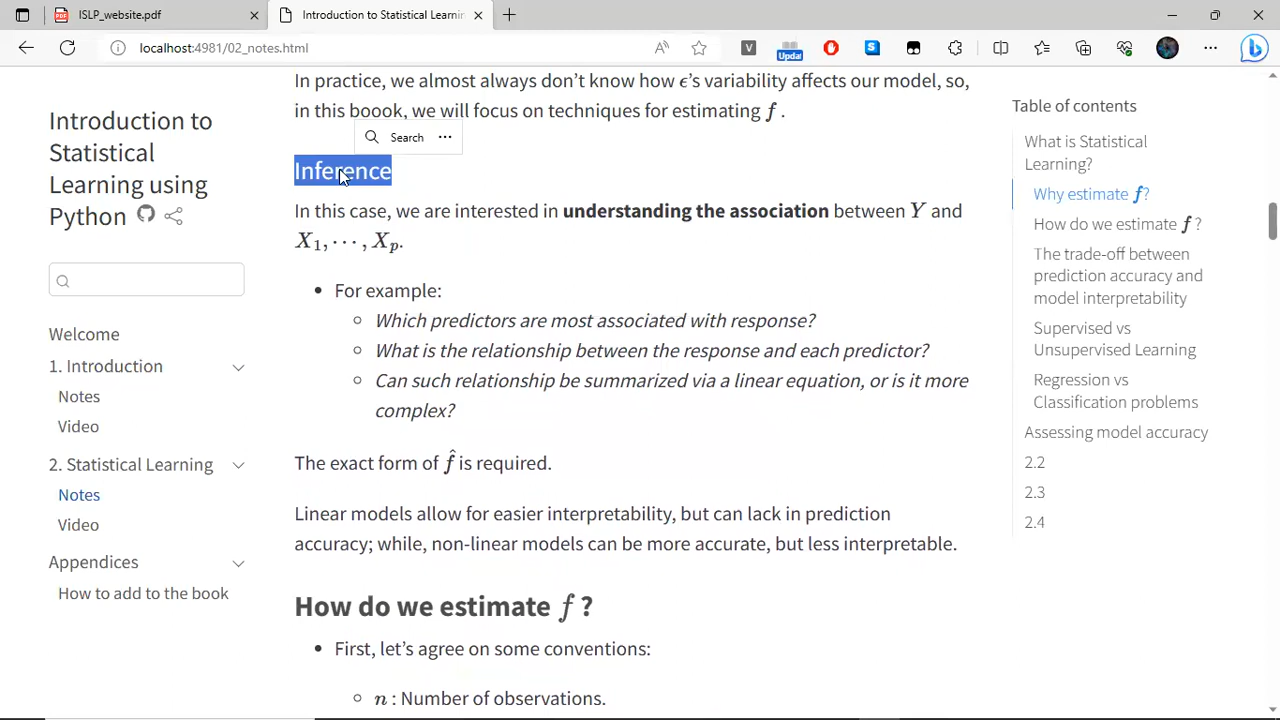 ISLP_website.pdf
Introduction to Statistical Learnin
localhost:4981/02_notes.html
Upda
Introduction to
Statistical
Learning using
Python
Welcome
1. Introduction
Notes
Video
2. Statistical Learning
Notes
Video
Appendices
How to add to the book
In practice, we almost always don’t know how ϵ’s variability affects our model, so,
in this boook, we will focus on techniques for estimating f .
Search
Inference
In this case, we are interested in understanding the association between Y and
X₁, ⋯ , Xₚ.
For example:
Which predictors are most associated with response?
What is the relationship between the response and each predictor?
Can such relationship be summarized via a linear equation, or is it more
complex?
The exact form of f̂ is required.
Linear models allow for easier interpretability, but can lack in prediction
accuracy; while, non-linear models can be more accurate, but less interpretable.
How do we estimate f ?
First, let’s agree on some conventions:
n : Number of observations.
Table of contents
What is Statistical
Learning?
Why estimate f?
How do we estimate f ?
The trade-off between
prediction accuracy and
model interpretability
Supervised vs
Unsupervised Learning
Regression vs
Classification problems
Assessing model accuracy
2.2
2.3
2.4